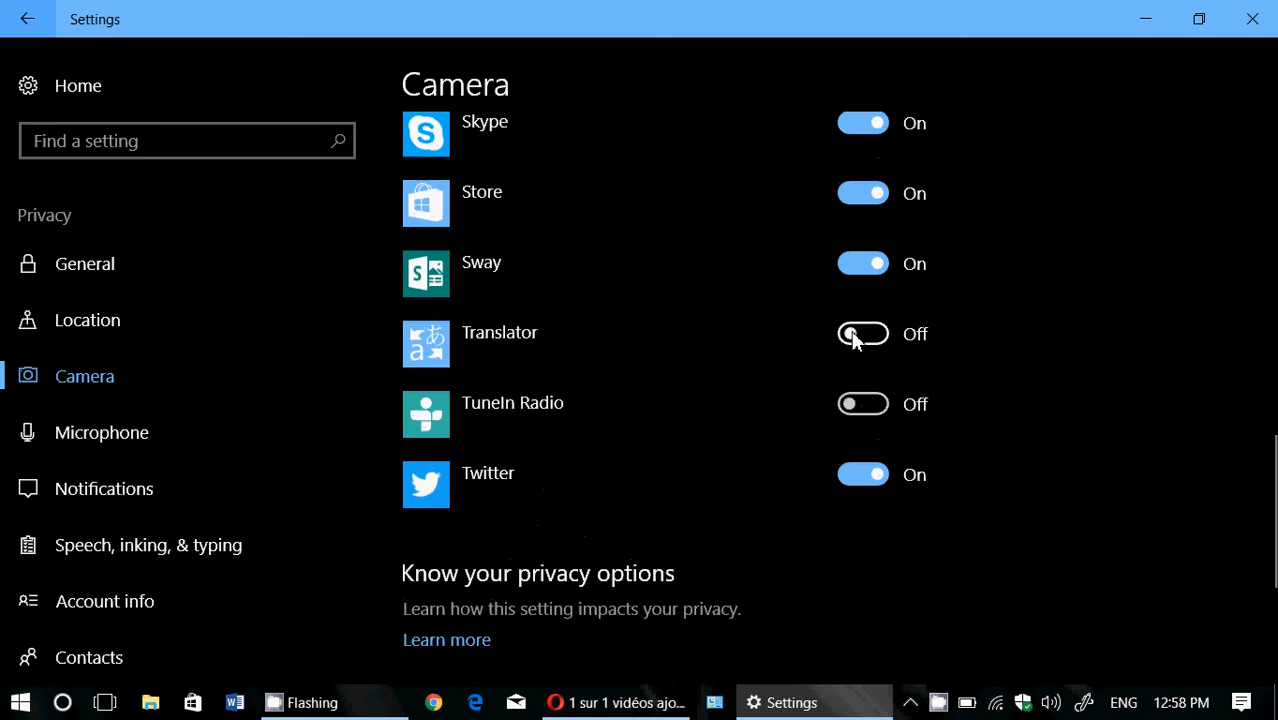 Settings
Home
Find a setting
Privacy
General
Location
Camera
Microphone
Notifications
Speech, inking, & typing
Account info
Contacts
Camera
Skype On
Store On
Sway On
Translator Off
TuneIn Radio Off
Twitter On
Know your privacy options
Learn how this setting impacts your privacy.
Learn more
Flashing 1 sur 1 vidéos ajo... Settings ENG 12:58 PM